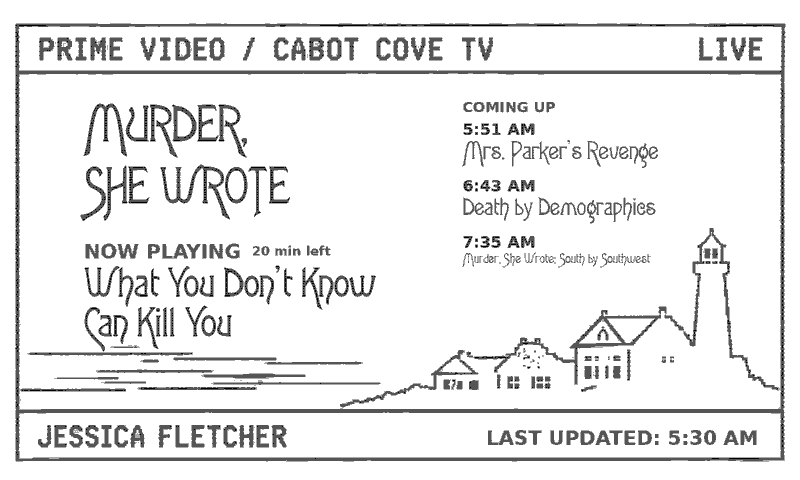 PRIME VIDEO / CABOT COVE TV
LIVE
MURDER,
SHE WROTE
NOW PLAYING 20 min left
What You Don't Know
Can Kill You
COMING UP
5:51 AM
Mrs. Parker's Revenge
6:43 AM
Death by Demographics
7:35 AM
Murder, She Wrote: South by Southwest
JESSICA FLETCHER
LAST UPDATED: 5:30 AM